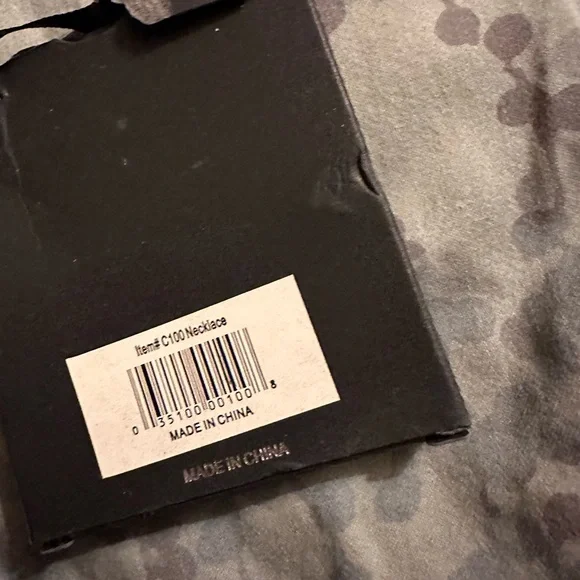 Item# C100 Necklace
0 35100 00100 8
MADE IN CHINA
MADE IN CHINA